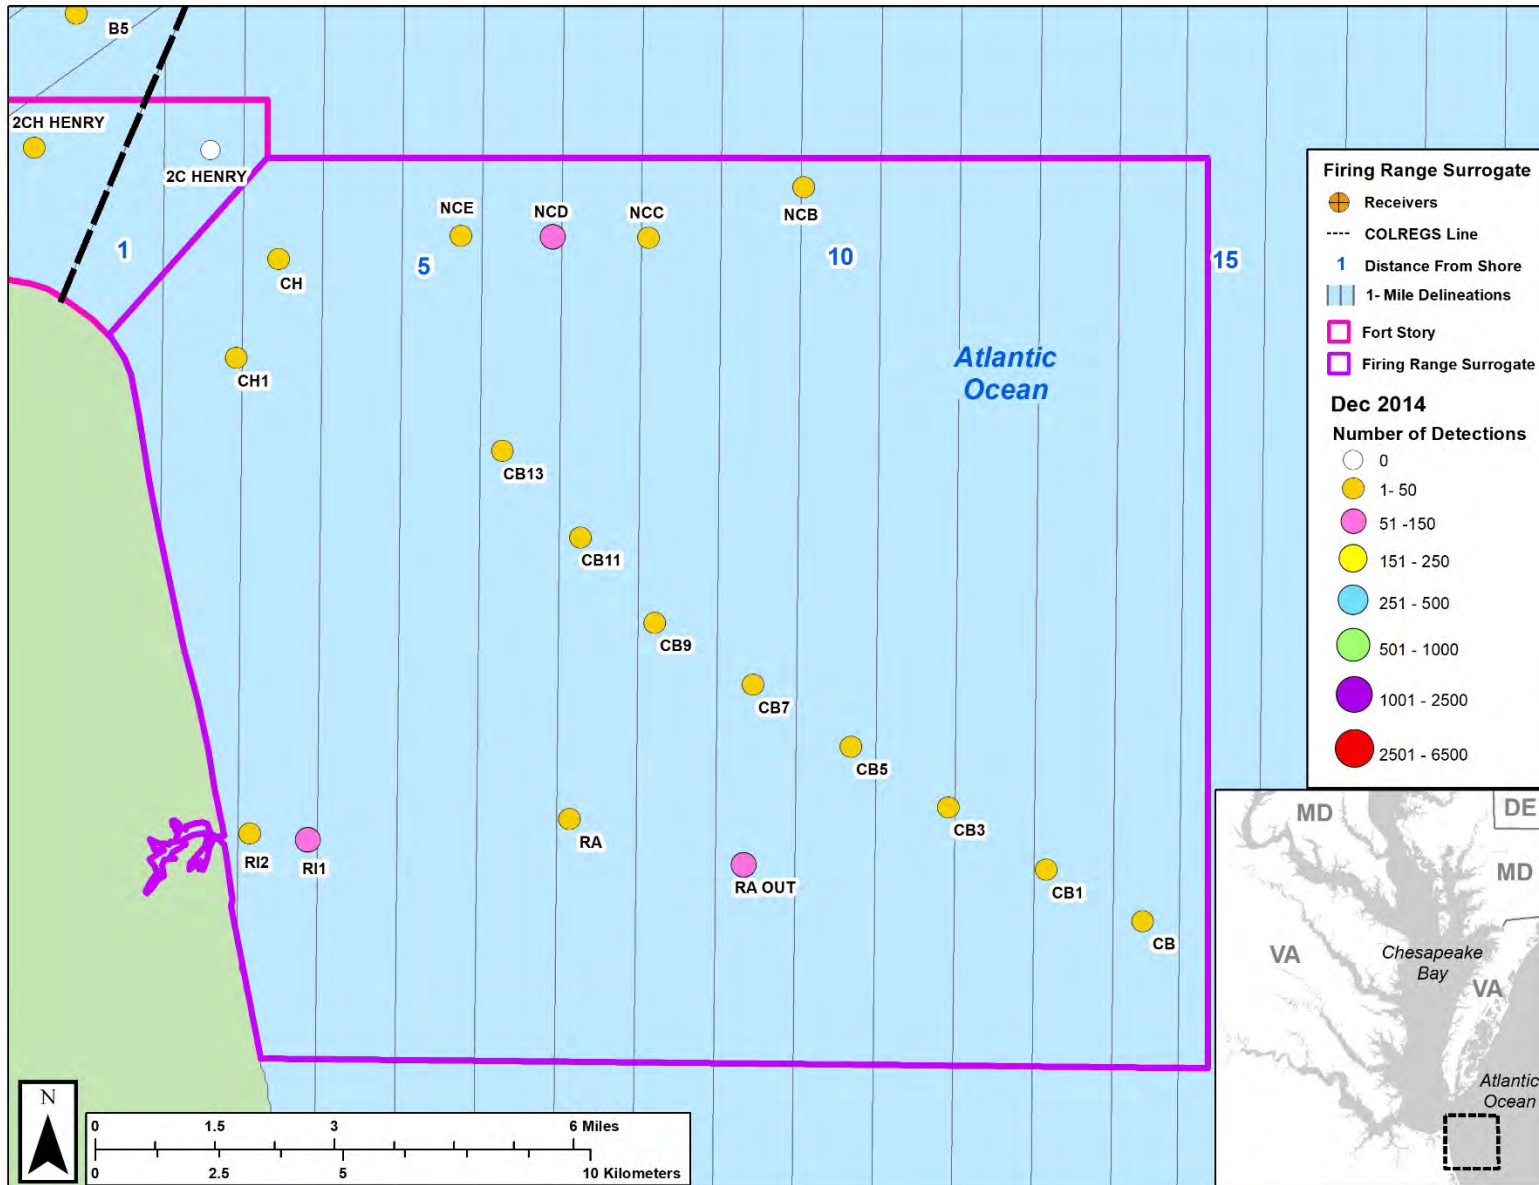 B5
2CH HENRY
2C HENRY
1
CH
CH1
NCE
NCD
NCC
NCB
5
10
15
Atlantic
Ocean
CB13
CB11
CB9
CB7
CB5
CB3
CB1
CB
RI2
RI1
RA
RA OUT
N
0 1.5 3 6 Miles
0 2.5 5 10 Kilometers
Firing Range Surrogate
Receivers
COLREGS Line
1 Distance From Shore
1- Mile Delineations
Fort Story
Firing Range Surrogate
Dec 2014
Number of Detections
0
1- 50
51 -150
151 - 250
251 - 500
501 - 1000
1001 - 2500
2501 - 6500
MD
DE
MD
VA
Chesapeake
Bay
VA
Atlantic
Ocean